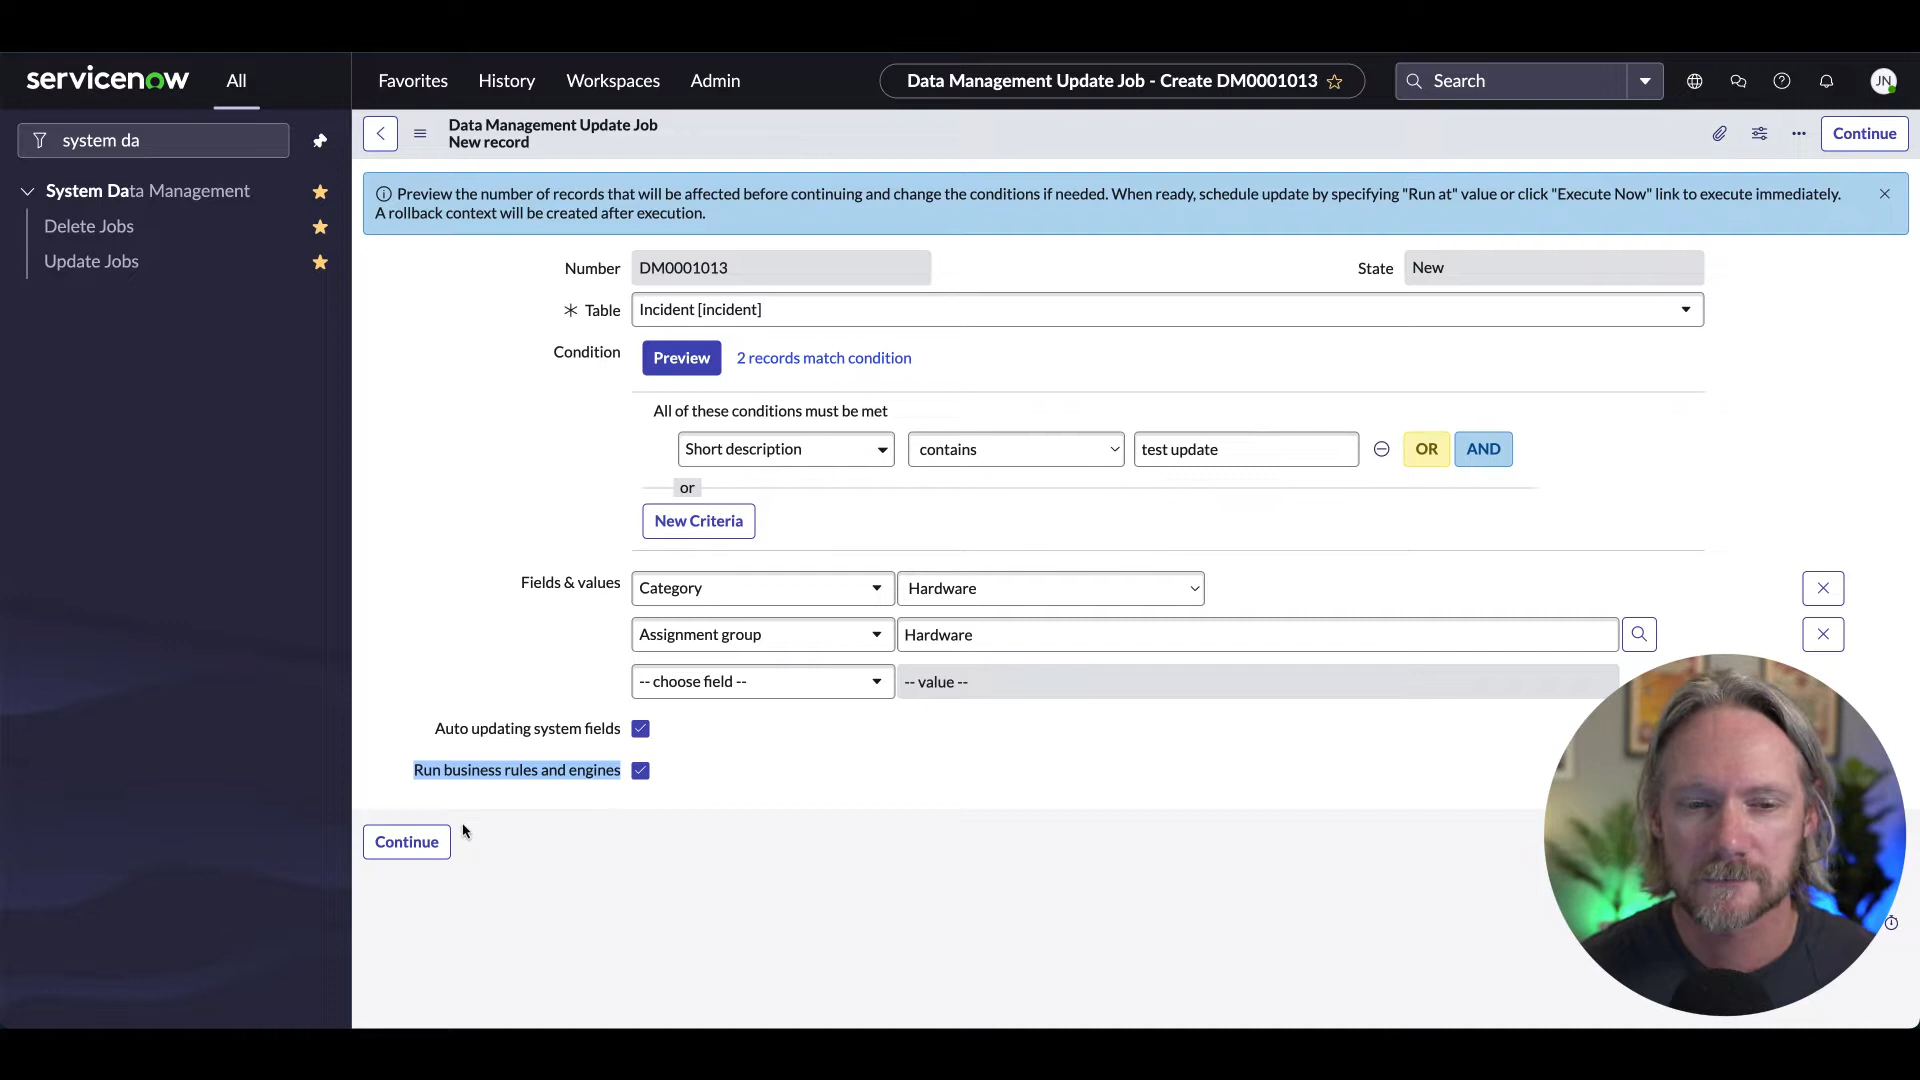 servicenow
All
Favorites
History
Workspaces
Admin
Data Management Update Job - Create DM0001013
Search
JN
system da
System Data Management
Delete Jobs
Update Jobs
Data Management Update Job
New record
Continue
Preview the number of records that will be affected before continuing and change the conditions if needed. When ready, schedule update by specifying "Run at" value or click "Execute Now" link to execute immediately.
A rollback context will be created after execution.
Number
DM0001013
State
New
Table
Incident [incident]
Condition
Preview
2 records match condition
All of these conditions must be met
Short description
contains
test update
OR
AND
or
New Criteria
Fields & values
Category
Hardware
Assignment group
Hardware
-- choose field --
-- value --
Auto updating system fields
Run business rules and engines
Continue